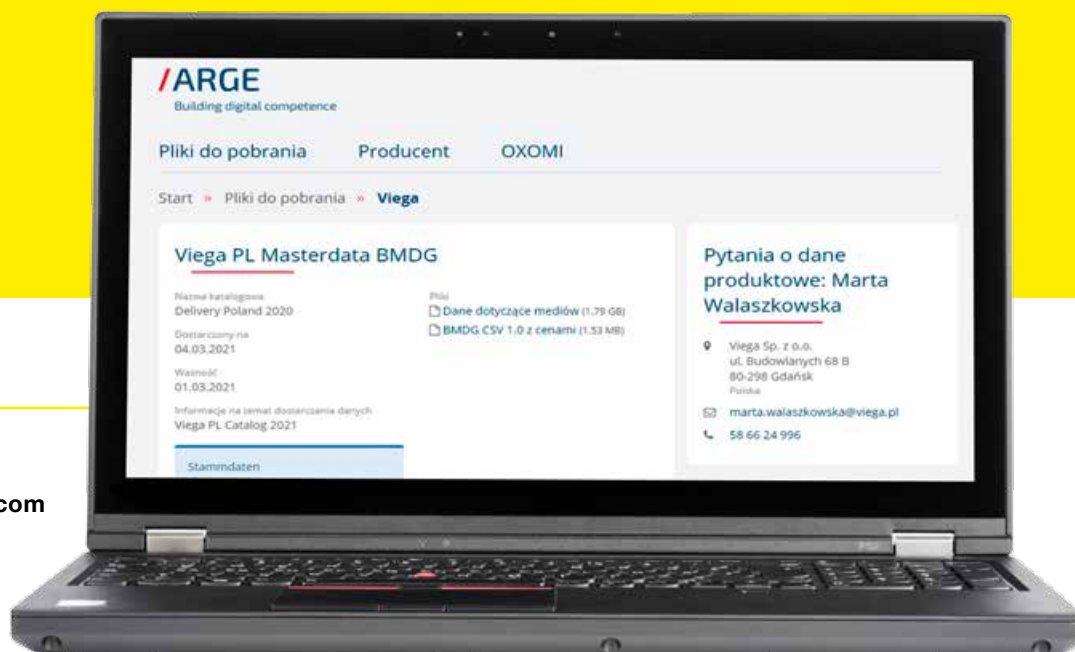 /ARGE
Building digital competence
Pliki do pobrania Producent OXOMI
Start » Pliki do pobrania » Viega
Viega PL Masterdata BMDG
Nazwa katalogowa
Delivery Poland 2020
Dostarczony na
04.03.2021
Ważność
01.03.2021
Informacje na temat dostarczania danych
Viega PL Catalog 2021
Stammdaten
Pliki
Dane dotyczące mediów (1.79 GB)
BMDG CSV 1.0 z cenami (1.53 MB)
Pytania o dane
produktowe: Marta
Walaszkowska
Viega Sp. z o.o.
ul. Budowlanych 68 B
80-298 Gdańsk
Polska
marta.walaszkowska@viega.pl
58 66 24 996
com